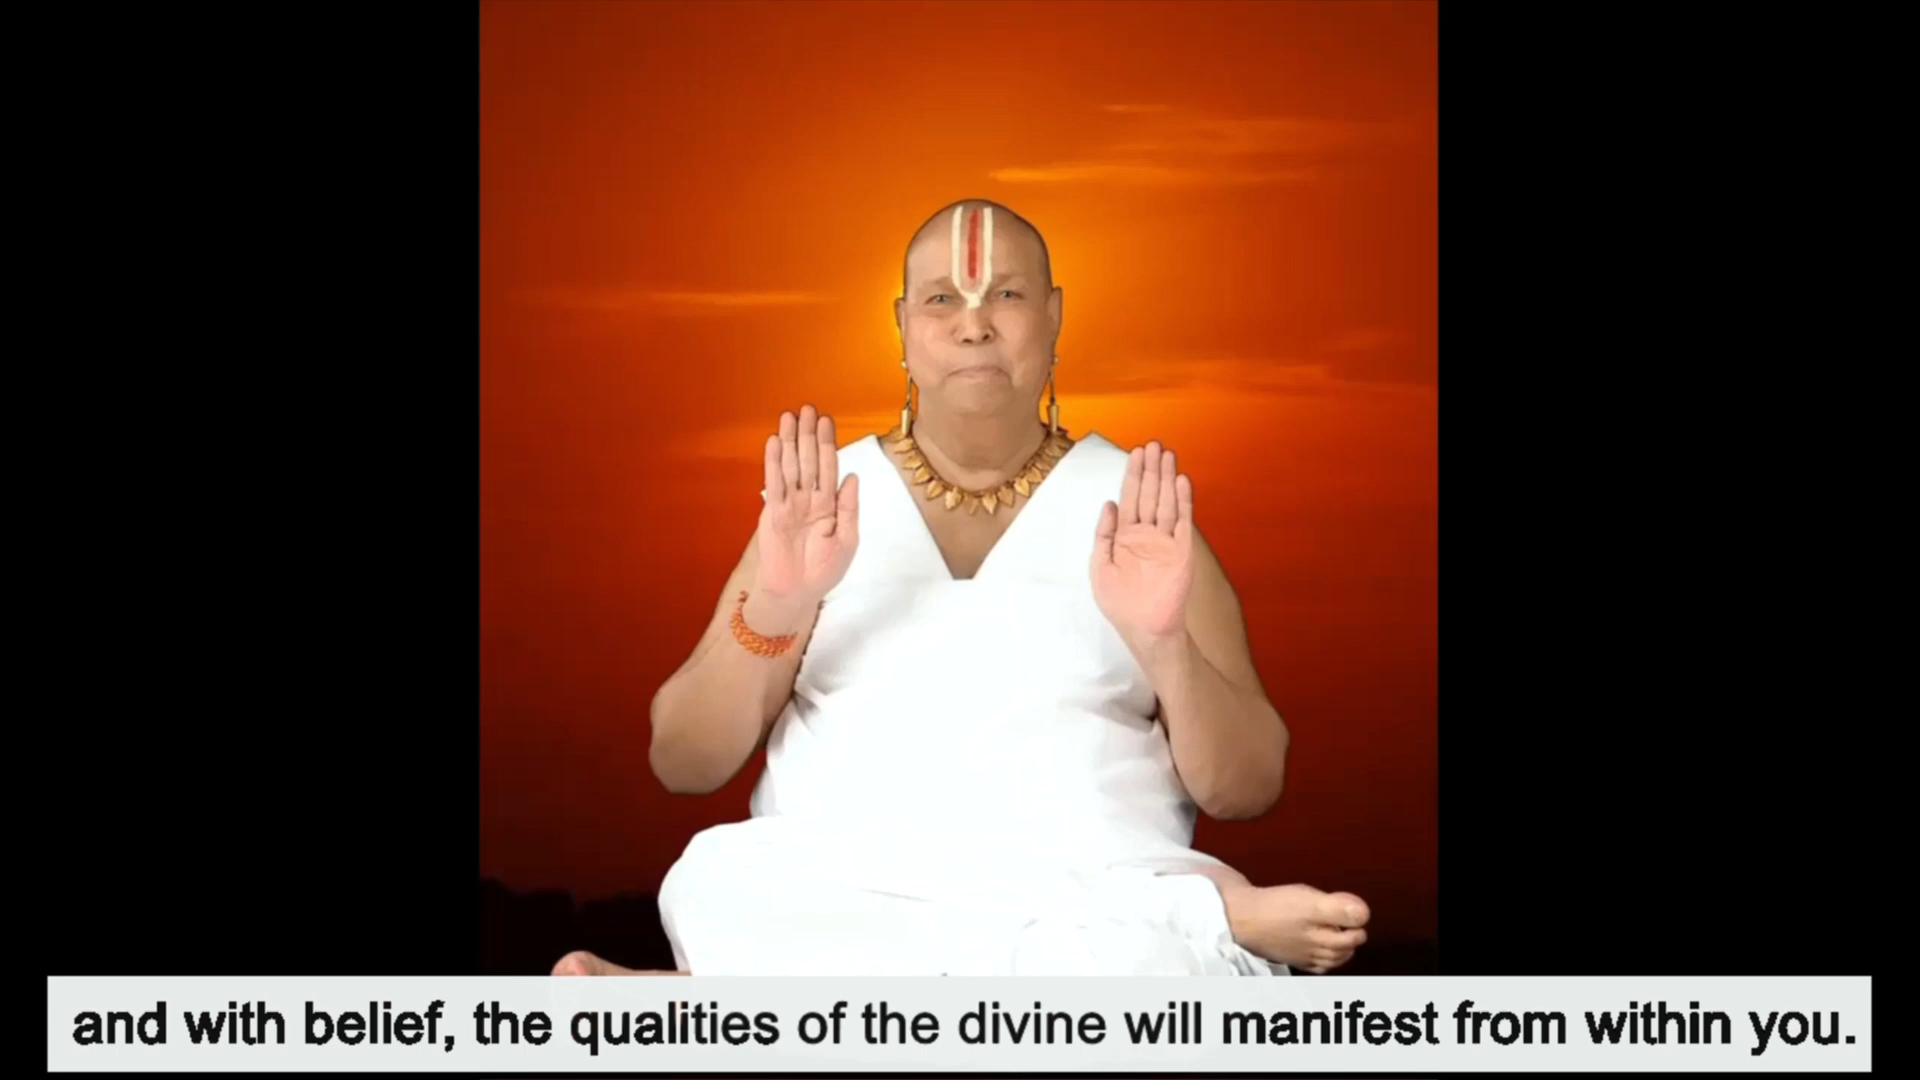 and with belief, the qualities of the divine will manifest from within you.